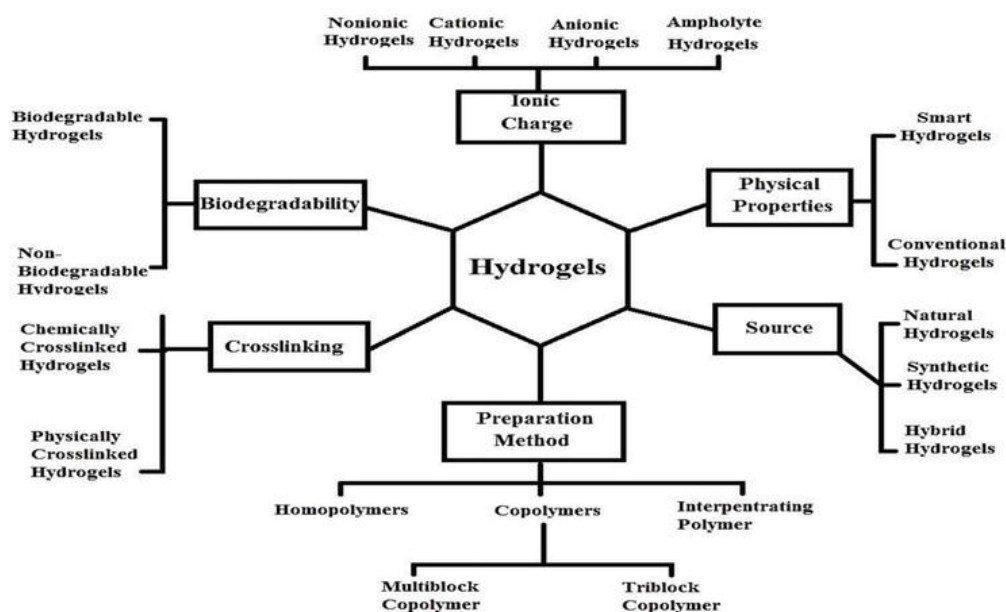 Nonionic
Hydrogels
Cationic
Hydrogels
Anionic
Hydrogels
Ampholyte
Hydrogels
Ionic
Charge
Biodegradable
Hydrogels
Smart
Hydrogels
Biodegradability
Physical
Properties
Non-
Biodegradable
Hydrogels
Hydrogels
Conventional
Hydrogels
Chemically
Crosslinked
Hydrogels
Crosslinking
Source
Natural
Hydrogels
Synthetic
Hydrogels
Physically
Crosslinked
Hydrogels
Preparation
Method
Hybrid
Hydrogels
Homopolymers
Copolymers
Interpentrating
Polymer
Multiblock
Copolymer
Triblock
Copolymer